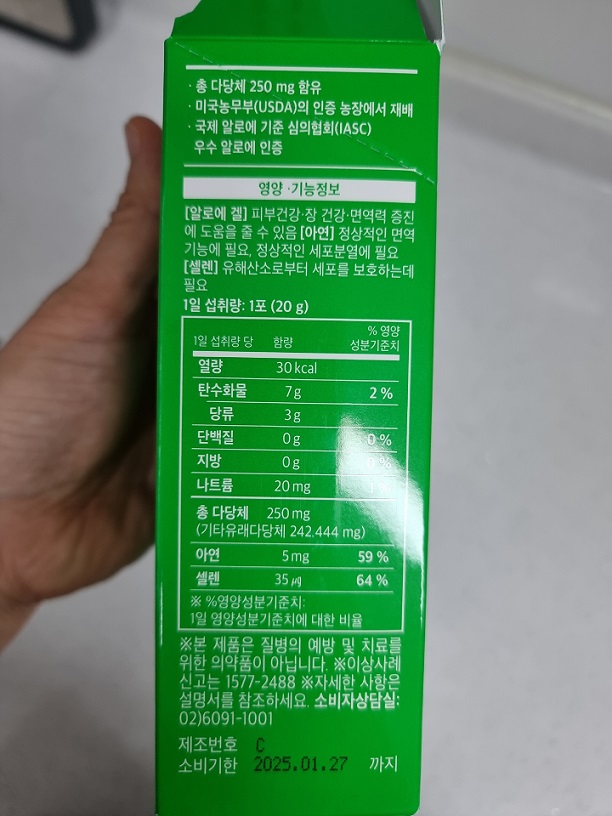 · 총 다당체 250 mg 함유
· 미국농무부(USDA)의 인증 농장에서 재배
· 국제 알로에 기준 심의협회(IASC)
우수 알로에 인증
영양 ·기능정보
[알로에 겔] 피부건강·장 건강·면역력 증진
에 도움을 줄 수 있음 [아연] 정상적인 면역
기능에 필요, 정상적인 세포분열에 필요
[셀렌] 유해산소로부터 세포를 보호하는데
필요
1일 섭취량: 1포 (20 g)
1일 섭취량 당 함량 % 영양
성분기준치
열량 30 kcal
탄수화물 7 g 2 %
당류 3 g
단백질 0 g 0 %
지방 0 g 0 %
나트륨 20 mg 1 %
총 다당체 250 mg
(기타유래다당체 242.444 mg)
아연 5 mg 59 %
셀렌 35 ㎍ 64 %
※ %영양성분기준치:
1일 영양성분기준치에 대한 비율
※본 제품은 질병의 예방 및 치료를
위한 의약품이 아닙니다. ※이상사례
신고는 1577-2488 ※자세한 사항은
설명서를 참조하세요. 소비자상담실:
02)6091-1001
제조번호 C
소비기한 2025.01.27 까지